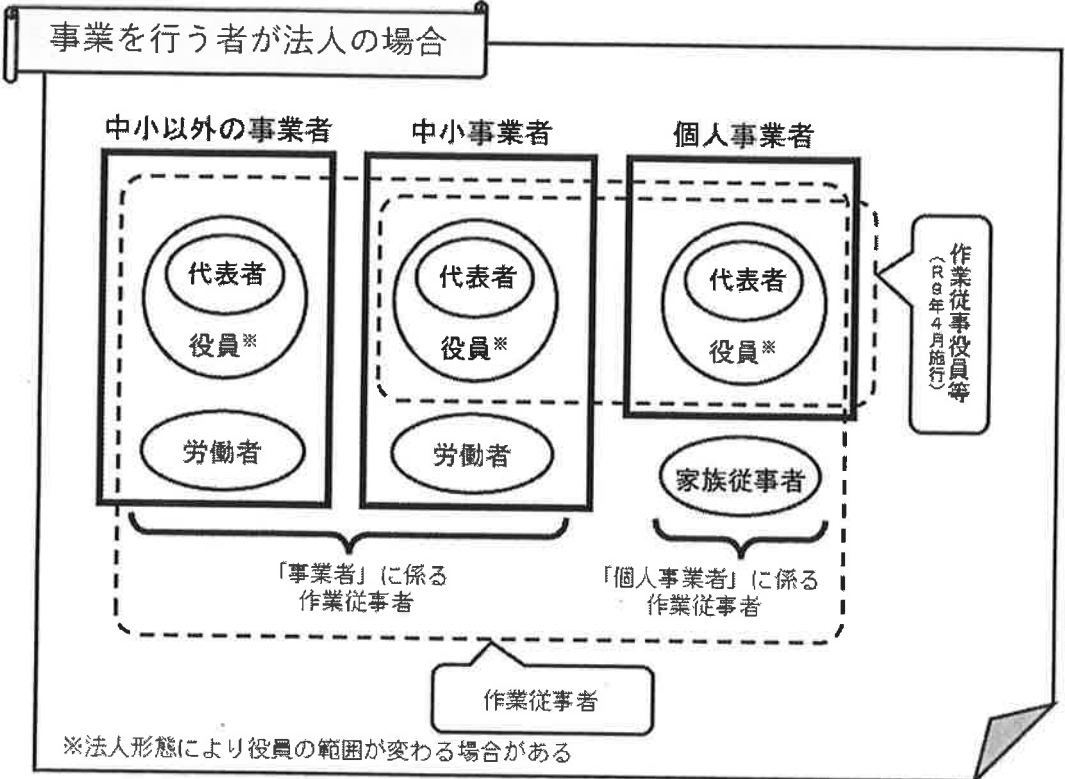 事業を行う者が法人の場合
中小以外の事業者
中小事業者
個人事業者
代表者
役員※
労働者
代表者
役員※
労働者
代表者
役員※
家族従事者
作業従事役員等
（R9年4月施行）
「事業者」に係る
作業従事者
「個人事業者」に係る
作業従事者
作業従事者
※法人形態により役員の範囲が変わる場合がある